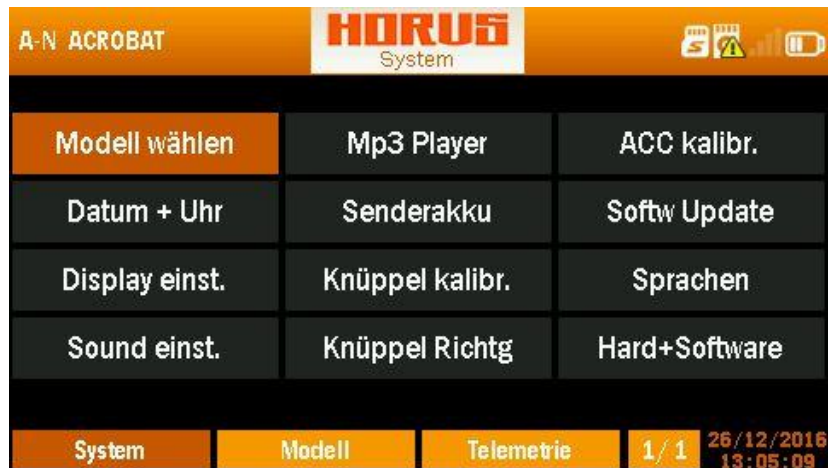 A-N ACROBAT
HORUS
System
Modell wählen Mp3 Player ACC kalibr.
Datum + Uhr Senderakku Softw Update
Display einst. Knüppel kalibr. Sprachen
Sound einst. Knüppel Richtg Hard+Software
System Modell Telemetrie 1/1 26/12/2016
13:05:09